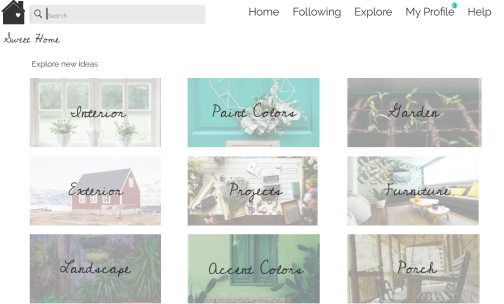 Search
Home Following Explore My Profile Help
Sweet Home
Explore new ideas
Interior Paint Colors Garden
Exterior Projects Furniture
Landscape Accent Colors Porch